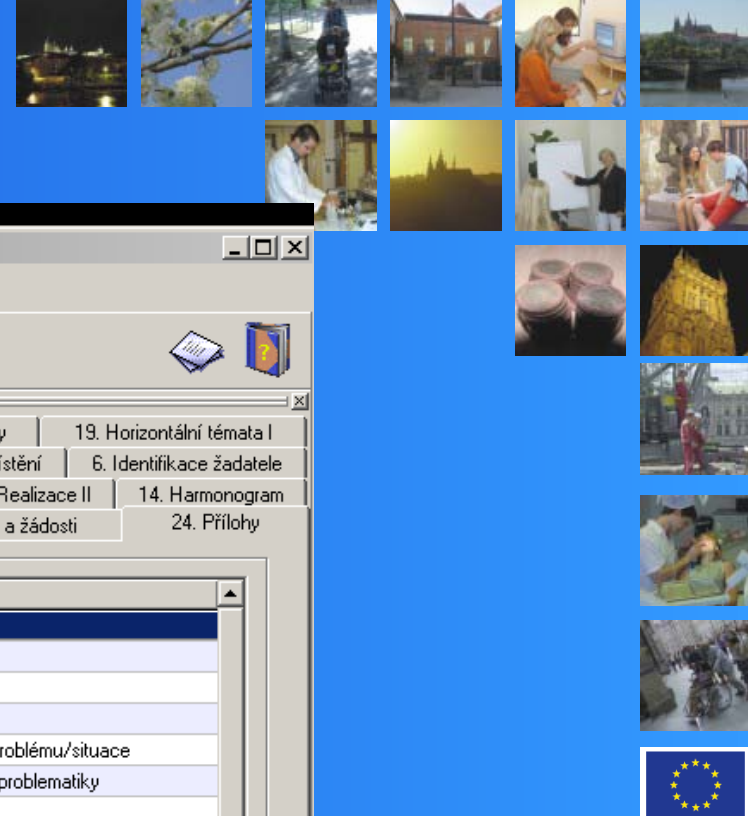 19. Horizontální témata I
6. Identifikace žadatele
Realizace II 14. Harmonogram
a žádosti 24. Přílohy
roblému/situace
problematiky